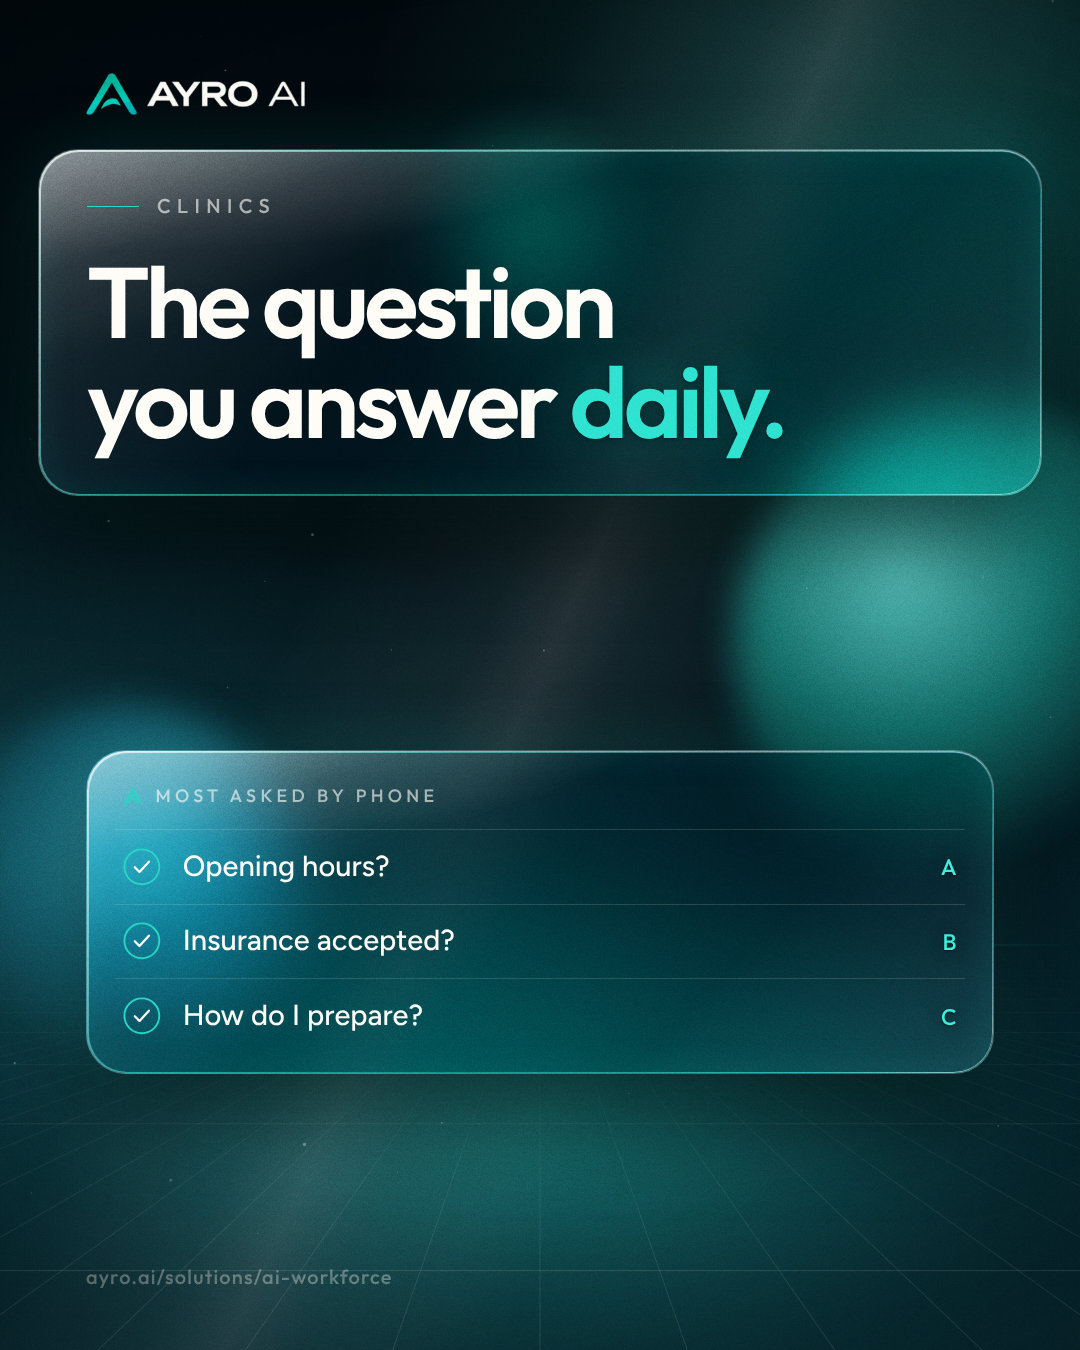 AYRO AI
CLINICS
The question
you answer daily.
MOST ASKED BY PHONE
Opening hours? A
Insurance accepted? B
How do I prepare? C
ayro.ai/solutions/ai-workforce